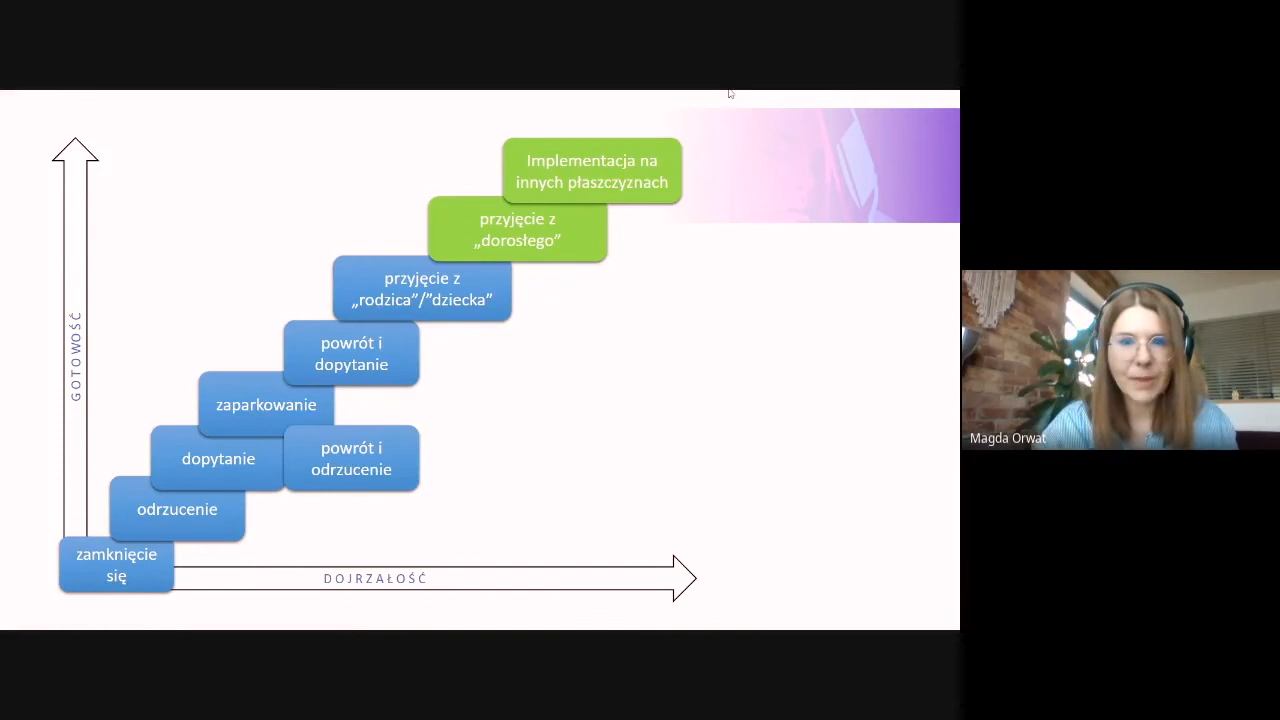 Implementacja na
innych płaszczyznach
przyjęcie z
„dorosłego”
przyjęcie z
„rodzica”/”dziecka”
powrót i
dopytanie
zaparkowanie
powrót i
odrzucenie
dopytanie
odrzucenie
zamknięcie
się
GOTOWOŚĆ
DOJRZAŁOŚĆ
Magda Orwat